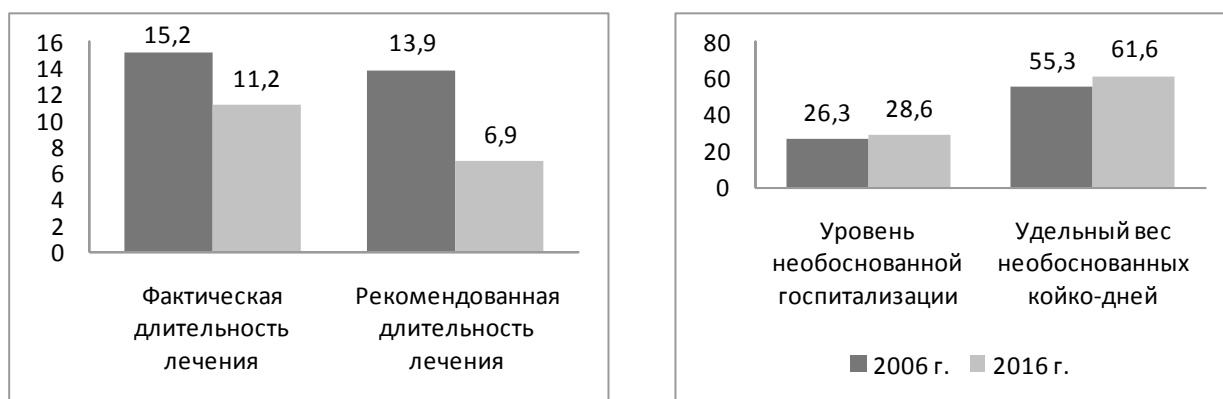 16
14
12
10
8
6
4
2
0
15,2
11,2
13,9
6,9
Фактическая
длительность
лечения
Рекомендованная
длительность
лечения
80
60
40
20
0
26,3
28,6
55,3
61,6
Уровень
необоснованной
госпитализации
Удельный вес
необоснованных
койко-дней
2006 г.
2016 г.